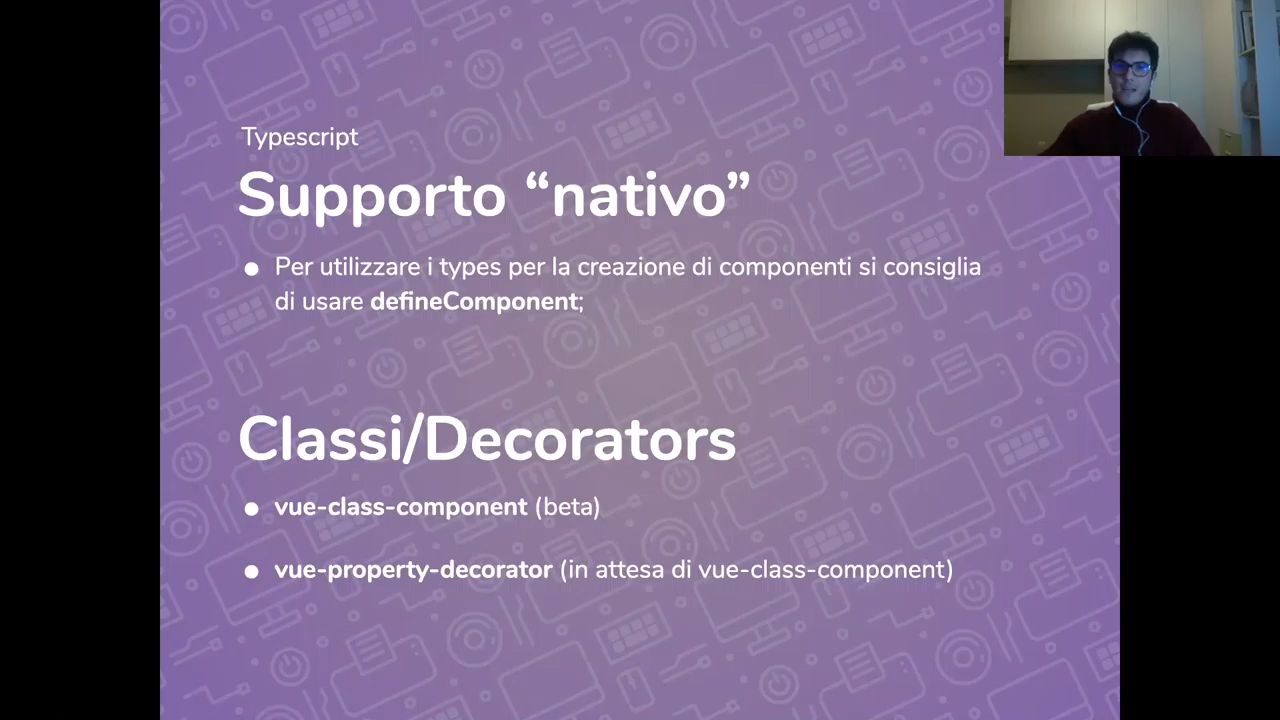 Typescript
Supporto “nativo”
● Per utilizzare i types per la creazione di componenti si consiglia
di usare defineComponent;
Classi/Decorators
● vue-class-component (beta)
● vue-property-decorator (in attesa di vue-class-component)